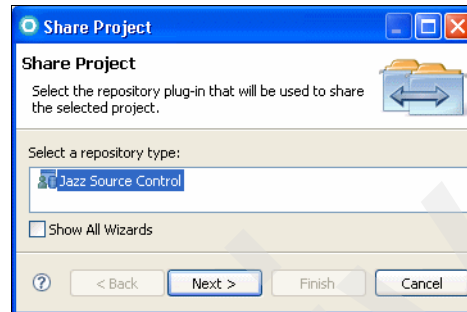 Share Project
Share Project
Select the repository plug-in that will be used to share
the selected project.
Select a repository type:
Jazz Source Control
Show All Wizards
? < Back Next > Finish Cancel